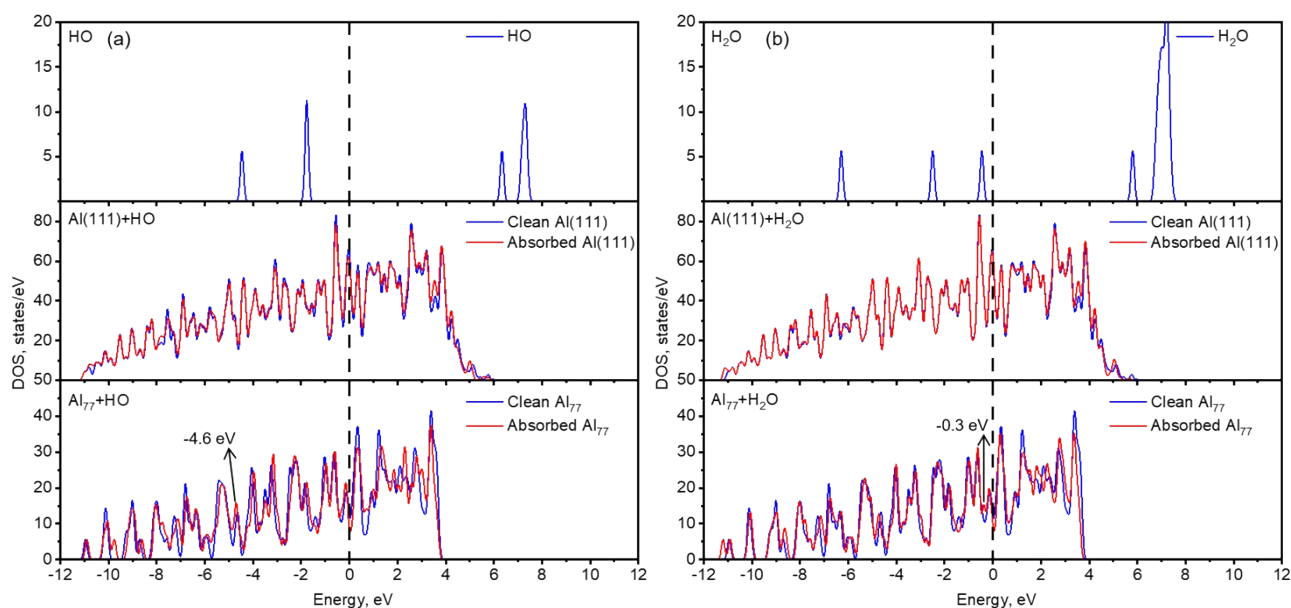 HO (a)
HO
20
15
10
5
Al(111)+HO
Clean Al(111)
Absorbed Al(111)
80
60
40
20
50
Al₇₇+HO
Clean Al₇₇
Absorbed Al₇₇
-4.6 eV
40
30
20
10
0
-12 -10 -8 -6 -4 -2 0 2 4 6 8 10 12
Energy, eV
DOS, states/eV
H₂O (b)
H₂O
20
15
10
5
Al(111)+H₂O
Clean Al(111)
Absorbed Al(111)
80
60
40
20
50
Al₇₇+H₂O
Clean Al₇₇
Absorbed Al₇₇
-0.3 eV
40
30
20
10
0
-12 -10 -8 -6 -4 -2 0 2 4 6 8 10 12
Energy, eV
DOS, states/eV